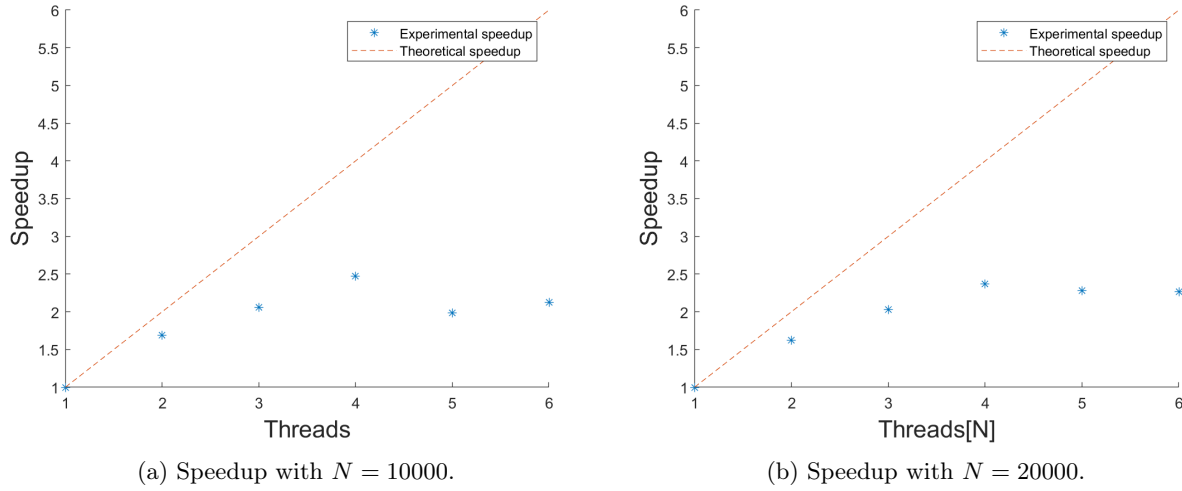 6
5.5
5
4.5
4
3.5
3
2.5
2
1.5
1
Speedup
Experimental speedup
Theoretical speedup
1 2 3 4 5 6
Threads
(a) Speedup with N = 10000.
6
5.5
5
4.5
4
3.5
3
2.5
2
1.5
1
Speedup
Experimental speedup
Theoretical speedup
1 2 3 4 5 6
Threads[N]
(b) Speedup with N = 20000.